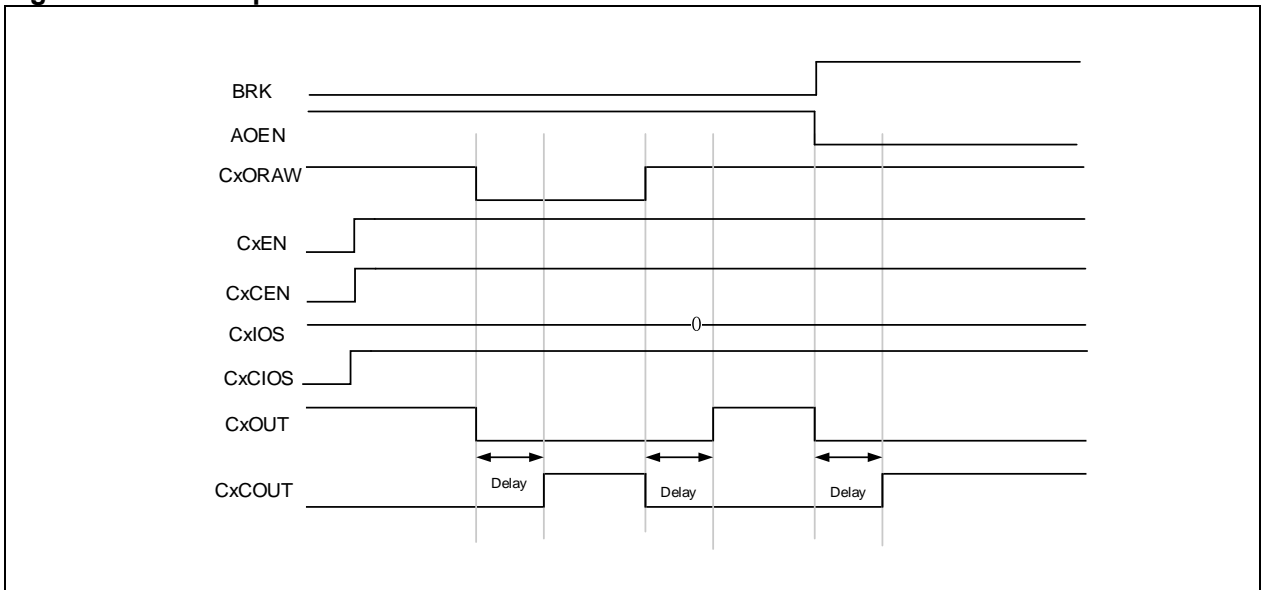 BRK
AOEN
CxORAW
CxEN
CxCEN
CxIOS
0
CxCIOS
CxOUT
Delay
Delay
Delay
CxCOUT